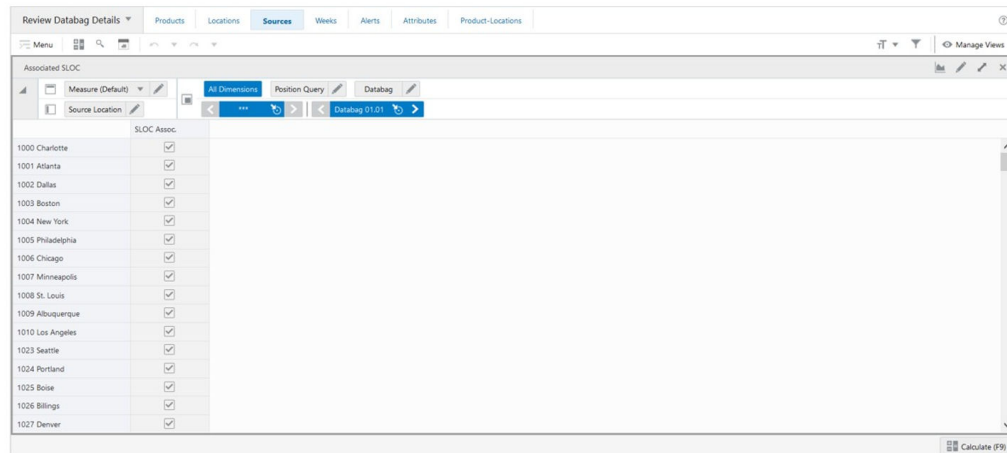 Review Databag Details Products Locations Sources Weeks Alerts Attributes Product-Locations
Menu Manage Views
Associated SLOC
Measure (Default) All Dimensions Position Query Databag
Source Location *** Databag 01.01
SLOC Assoc.
1000 Charlotte
1001 Atlanta
1002 Dallas
1003 Boston
1004 New York
1005 Philadelphia
1006 Chicago
1007 Minneapolis
1008 St. Louis
1009 Albuquerque
1010 Los Angeles
1023 Seattle
1024 Portland
1025 Boise
1026 Billings
1027 Denver
Calculate (F9)